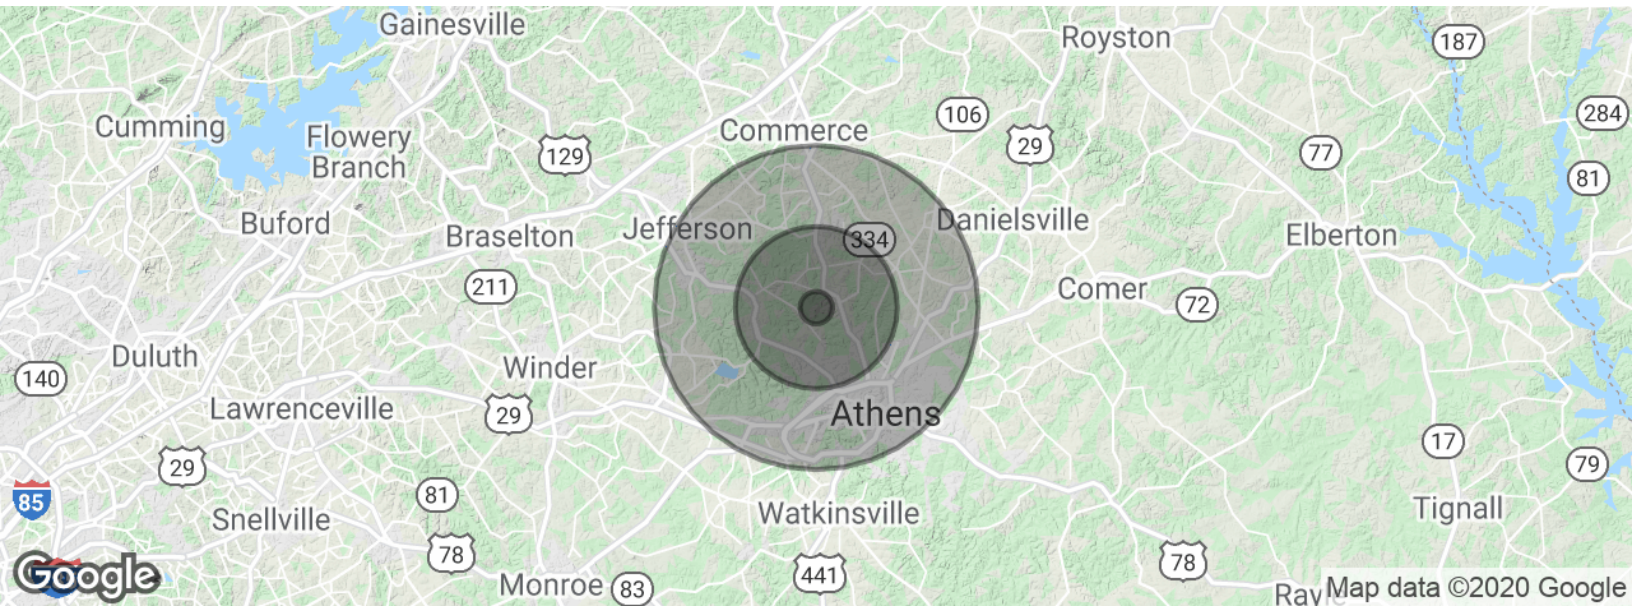 Gainesville
Royston
187
Cumming
Flowery
Branch
129
Commerce
106
29
77
284
81
Buford
Braselton
Jefferson
334
Danielsville
Elberton
211
Comer
72
Duluth
140
Winder
Lawrenceville
29
Athens
17
29
85
81
Snellville
Watkinsville
Tignall
79
78
Monroe
83
441
78
Google
Map data ©2020 Google